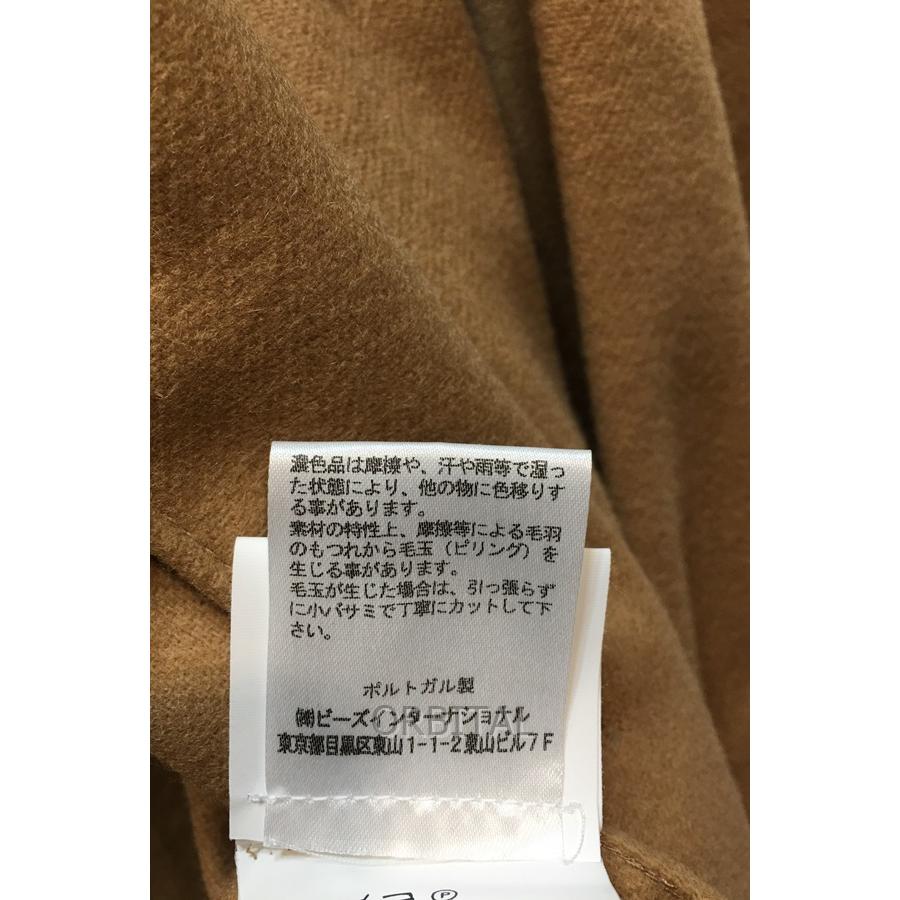 濃色品は摩擦や、汗や雨等で湿っ
た状態により、他の物に色移りす
る事があります。
素材の特性上、摩擦等による毛羽
のもつれから毛玉（ピリング）を
生じる事があります。
毛玉が生じた場合は、引っ張らず
に小バサミで丁寧にカットして下
さい。
ポルトガル製
㈱ビーズインターナショナル
ORBITAL
東京都目黒区東山1-1-2東山ビル7F